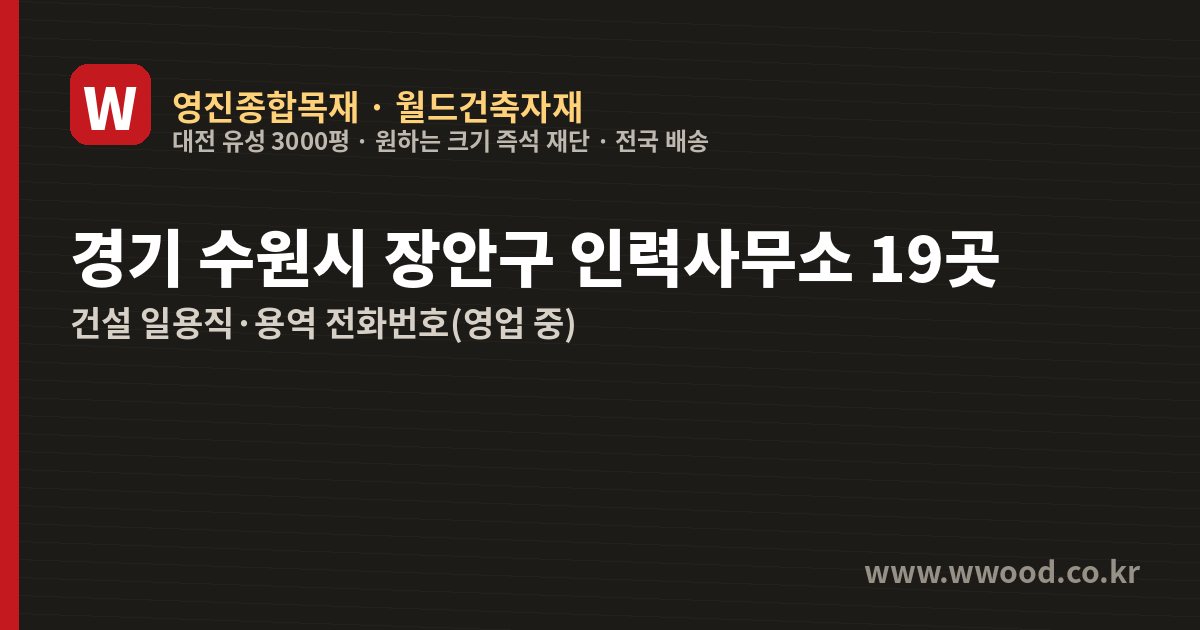 W
영진종합목재 · 월드건축자재
대전 유성 3000평 · 원하는 크기 즉석 재단 · 전국 배송
경기 수원시 장안구 인력사무소 19곳
건설 일용직·용역 전화번호(영업 중)
www.wwood.co.kr